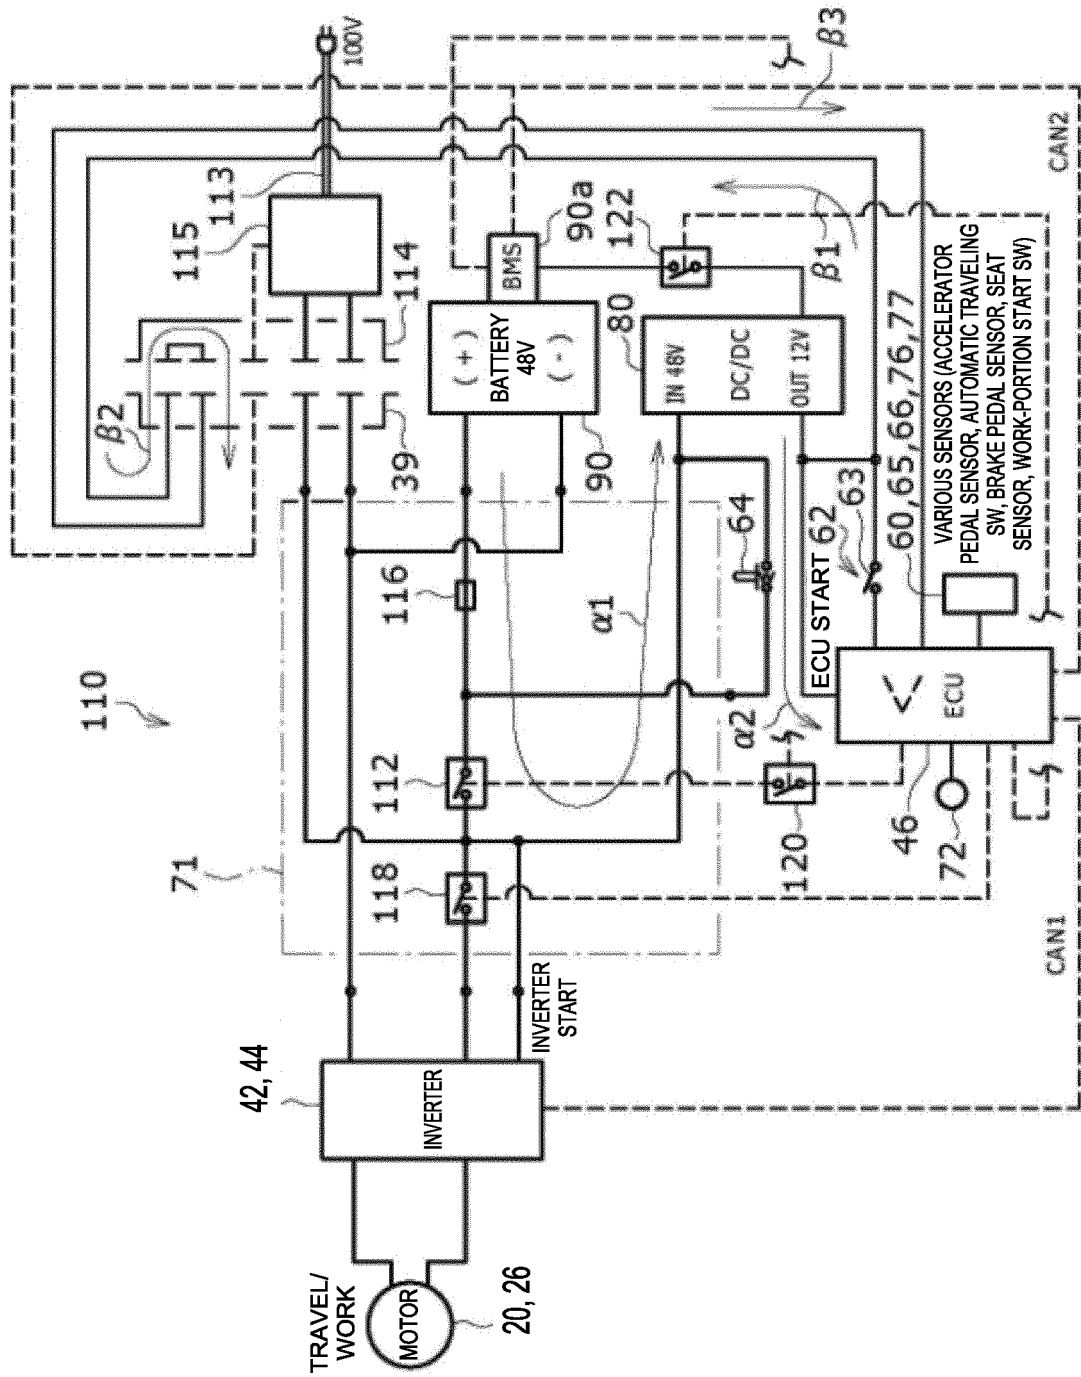 110
TRAVEL/
WORK
MOTOR
20, 26
42, 44
INVERTER
INVERTER
START
71
118
112
116
39
β2
114
115
113
100V
(+)
BATTERY
48V
(-)
90
BMS
90a
122
80
IN 48V
DC/DC
OUT 12V
α1
α2
64
β1
β3
ECU START
62
63
60,65,66,76,77
VARIOUS SENSORS (ACCELERATOR
PEDAL SENSOR, AUTOMATIC TRAVELING
SW, BRAKE PEDAL SENSOR, SEAT
SENSOR, WORK-PORTION START SW)
ECU
46
72
120
CAN1
CAN2